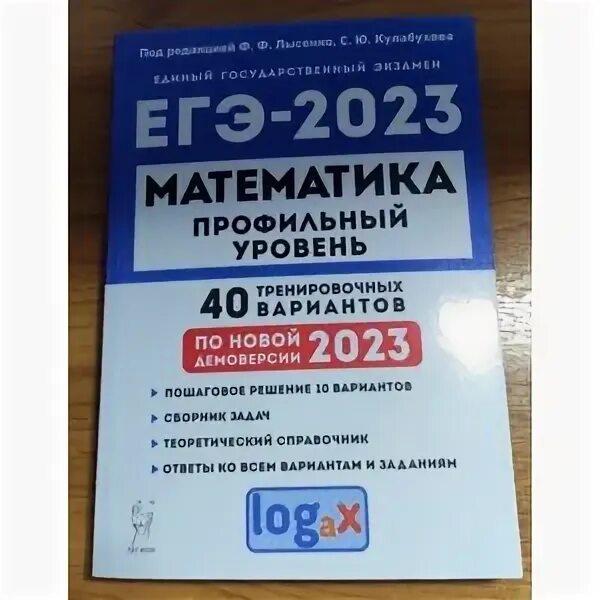 Под редакцией Ф. Ф. Лысенко, С. Ю. Кулабухова
ЕДИНЫЙ ГОСУДАРСТВЕННЫЙ ЭКЗАМЕН
ЕГЭ-2023
МАТЕМАТИКА
ПРОФИЛЬНЫЙ
УРОВЕНЬ
40 ТРЕНИРОВОЧНЫХ
ВАРИАНТОВ
ПО НОВОЙ
ДЕМОВЕРСИИ 2023
ПОШАГОВОЕ РЕШЕНИЕ 10 ВАРИАНТОВ
СБОРНИК ЗАДАЧ
ТЕОРЕТИЧЕСКИЙ СПРАВОЧНИК
ОТВЕТЫ КО ВСЕМ ВАРИАНТАМ И ЗАДАНИЯМ
logax